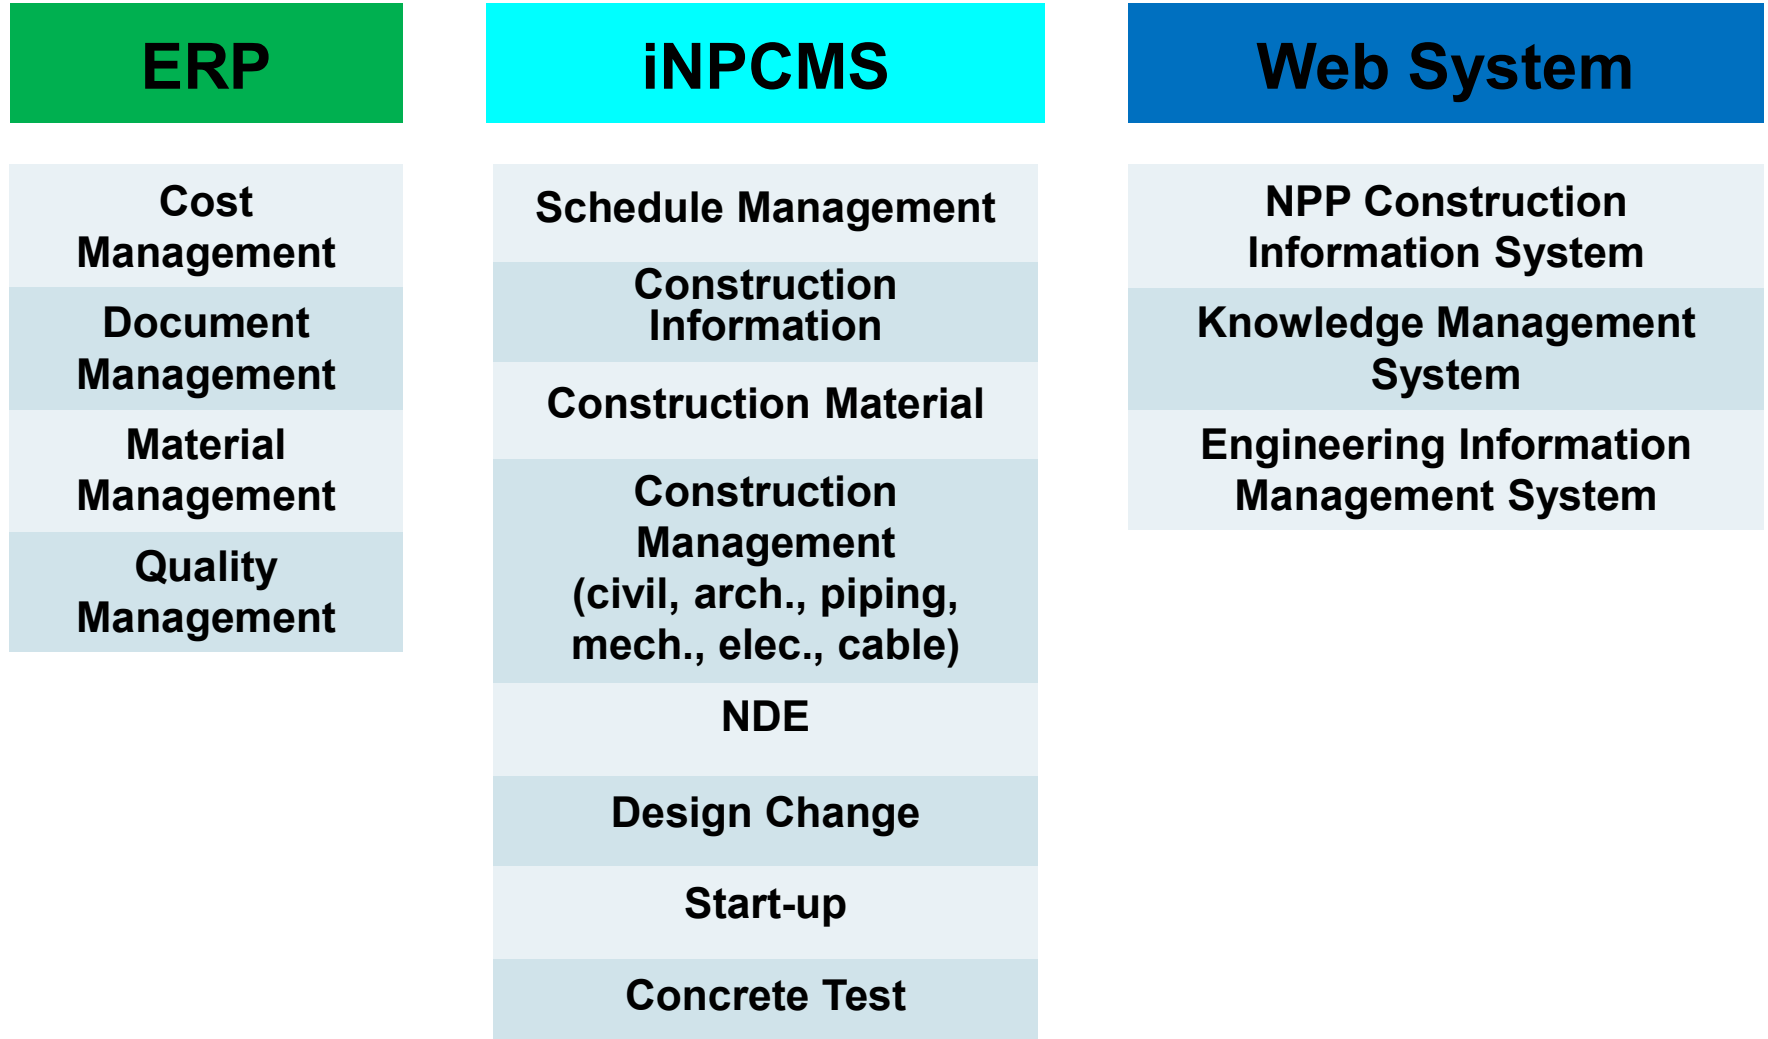 ERP
Cost
Management
Document
Management
Material
Management
Quality
Management
iNPCMS
Schedule Management
Construction
Information
Construction Material
Construction
Management
(civil, arch., piping,
mech., elec., cable)
NDE
Design Change
Start-up
Concrete Test
Web System
NPP Construction
Information System
Knowledge Management
System
Engineering Information
Management System